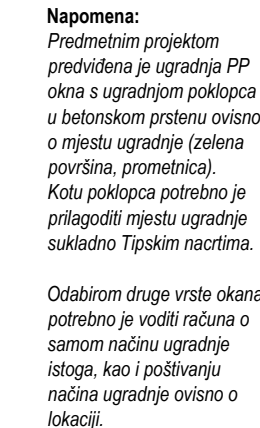 Napomena:
Predmetnim projektom
predviđena je ugradnja PP
okna s ugradnjom poklopca
u betonskom prstenu ovisno
o mjestu ugradnje (zelena
površina, prometnica).
Kotu poklopca potrebno je
prilagoditi mjestu ugradnje
sukladno Tipskim nacrtima.

Odabirom druge vrste okana
potrebno je voditi računa o
samom načinu ugradnje
istoga, kao i poštivanju
načina ugradnje ovisno o
lokaciji.